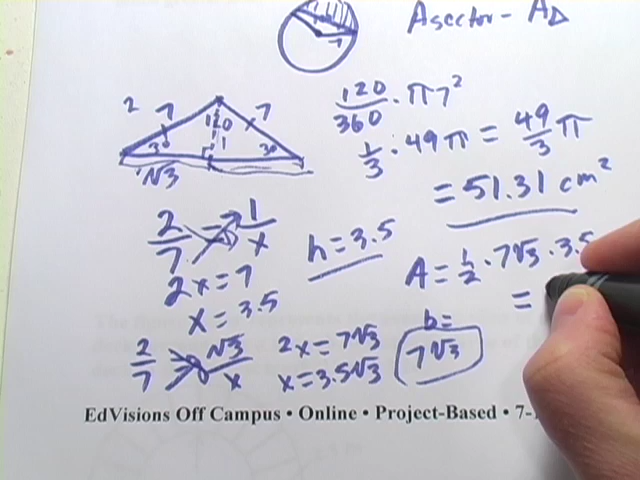 7
A sector - A△
2
7
7
120
30
1
30
1√3
120/360 · π7²
1/3 · 49π = 49/3 π
= 51.31 cm²
2/7 = 1/x
2x = 7
x = 3.5
h = 3.5
A = 1/2 · 7√3 · 3.5
=
b =
7√3
2/7 = √3/x
2x = 7√3
x = 3.5√3
EdVisions Off Campus • Online • Project-Based • 7-